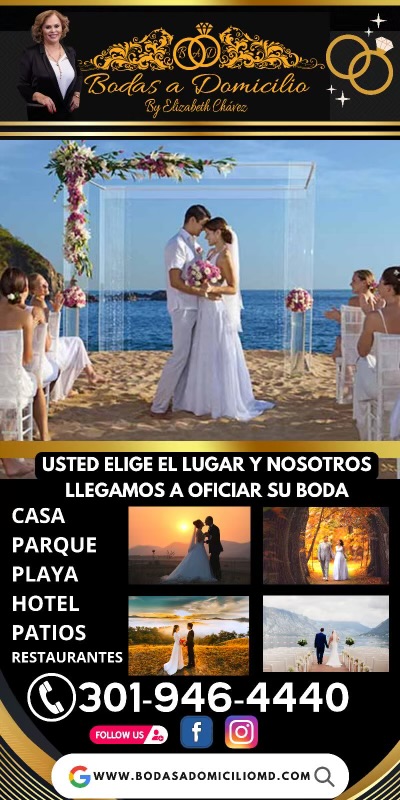 Bodas a Domicilio
By Elizabeth Chávez
USTED ELIGE EL LUGAR Y NOSOTROS
LLEGAMOS A OFICIAR SU BODA
CASA
PARQUE
PLAYA
HOTEL
PATIOS
RESTAURANTES
301-946-4440
FOLLOW US
WWW.BODASADOMICILIOMD.COM